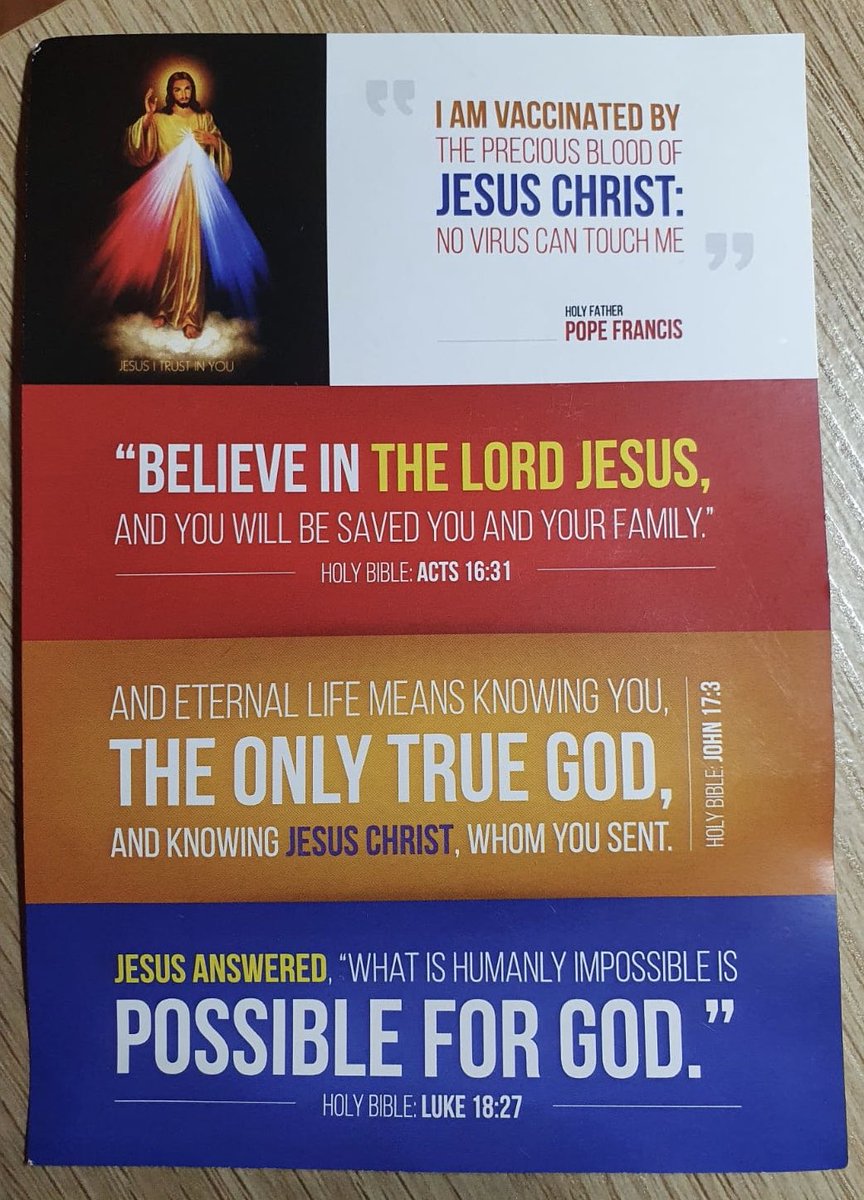 JESUS I TRUST IN YOU
“
I AM VACCINATED BY
THE PRECIOUS BLOOD OF
JESUS CHRIST:
NO VIRUS CAN TOUCH ME
”
HOLY FATHER
POPE FRANCIS
“BELIEVE IN THE LORD JESUS,
AND YOU WILL BE SAVED YOU AND YOUR FAMILY.”
HOLY BIBLE: ACTS 16:31
AND ETERNAL LIFE MEANS KNOWING YOU,
THE ONLY TRUE GOD,
AND KNOWING JESUS CHRIST, WHOM YOU SENT.
HOLY BIBLE: JOHN 17:3
JESUS ANSWERED, “WHAT IS HUMANLY IMPOSSIBLE IS
POSSIBLE FOR GOD.”
HOLY BIBLE: LUKE 18:27